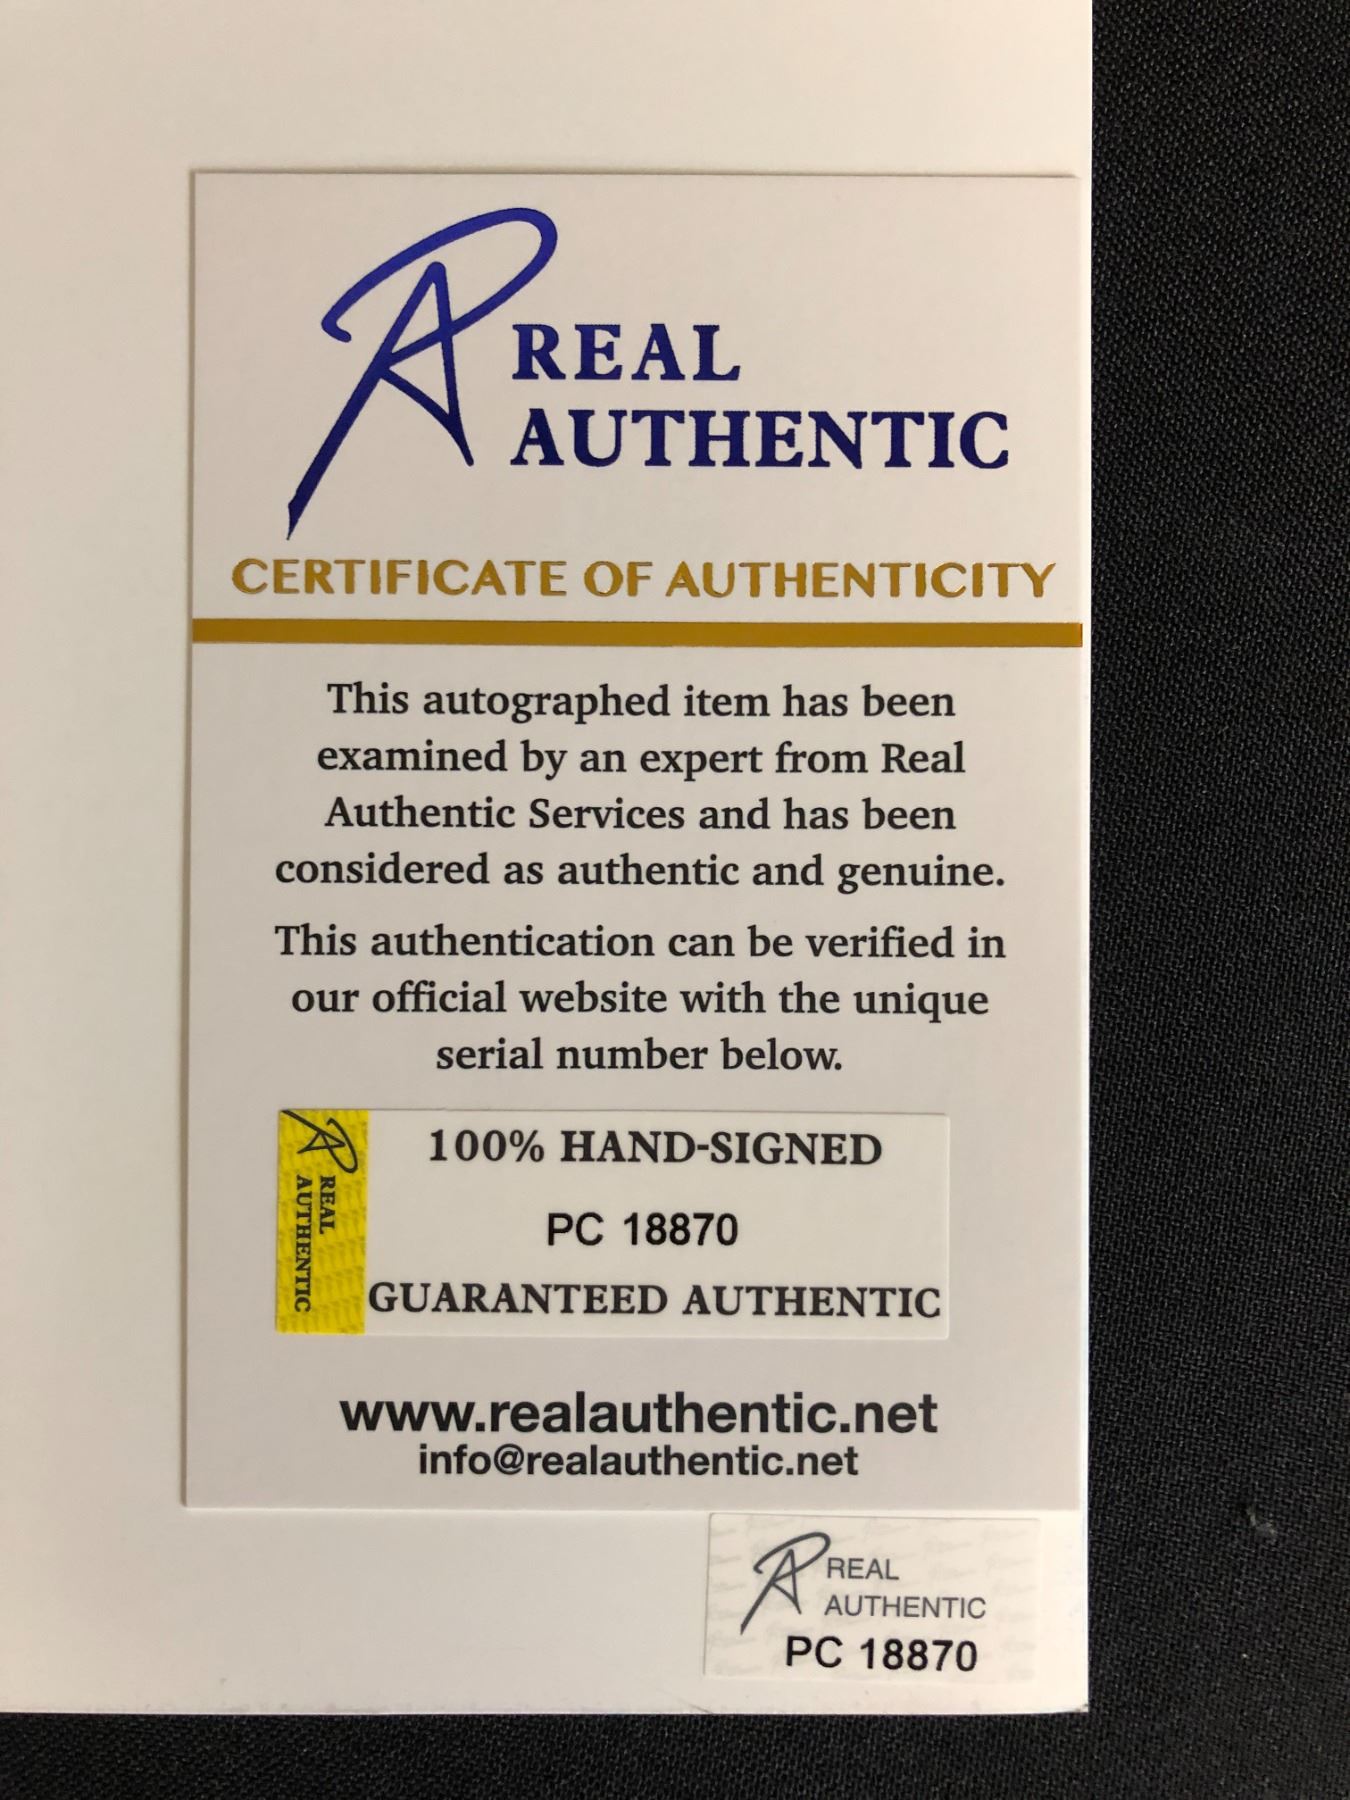 REAL
AUTHENTIC
CERTIFICATE OF AUTHENTICITY
This autographed item has been
examined by an expert from Real
Authentic Services and has been
considered as authentic and genuine.
This authentication can be verified in
our official website with the unique
serial number below.
REAL
AUTHENTIC
100% HAND-SIGNED
PC 18870
GUARANTEED AUTHENTIC
www.realauthentic.net
info@realauthentic.net
REAL
AUTHENTIC
PC 18870